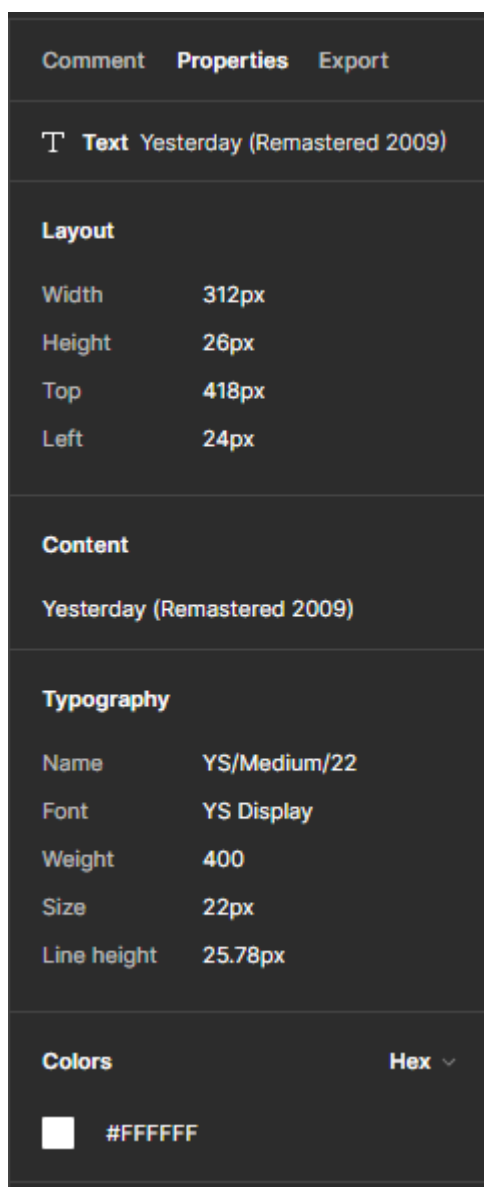 Comment Properties Export
Text Yesterday (Remastered 2009)
Layout
Width 312px
Height 26px
Top 418px
Left 24px
Content
Yesterday (Remastered 2009)
Typography
Name YS/Medium/22
Font YS Display
Weight 400
Size 22px
Line height 25.78px
Colors Hex
#FFFFFF